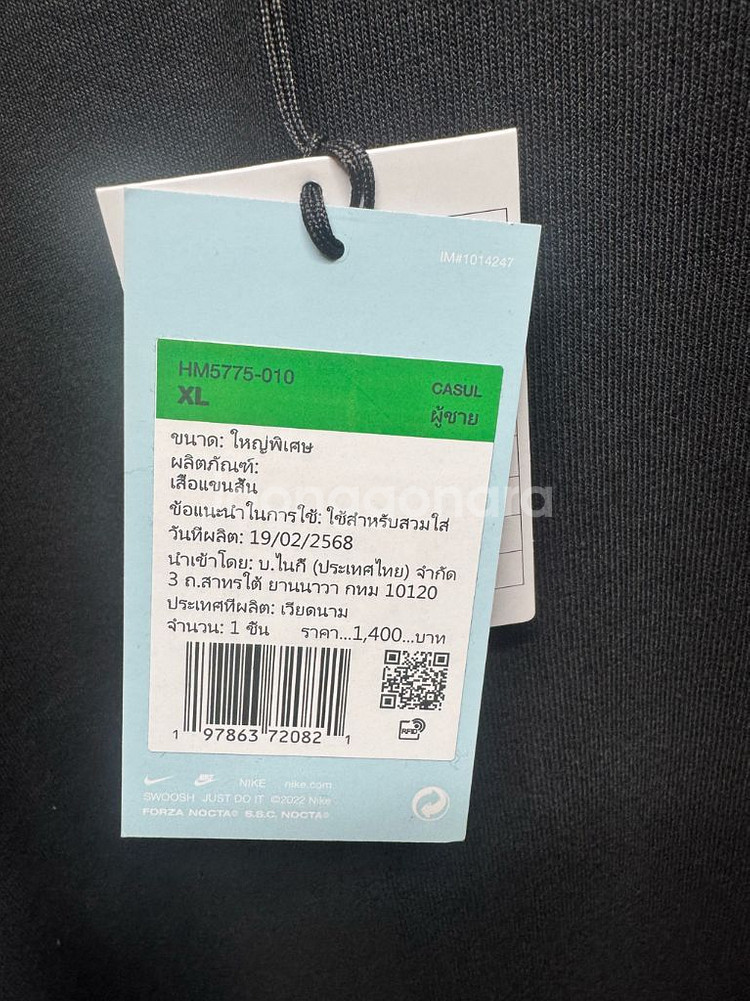 IM#1014247
HM5775-010
XL
CASUL
ผู้ชาย
ขนาด: ใหญ่พิเศษ
ผลิตภัณฑ์:
เสื้อแขนสั้น
ข้อแนะนำในการใช้: ใช้สำหรับสวมใส่
วันที่ผลิต: 19/02/2568
นำเข้าโดย: บ.ไนกี้ (ประเทศไทย) จำกัด
3 ถ.สาทรใต้ ยานนาวา กทม 10120
ประเทศที่ผลิต: เวียดนาม
จำนวน: 1 ชิ้น ราคา...1,400...บาท
1 97863 72082 1
RFID
NIKE nike.com
SWOOSH JUST DO IT ©2022 Nike
FORZA NOCTA® S.S.C. NOCTA®